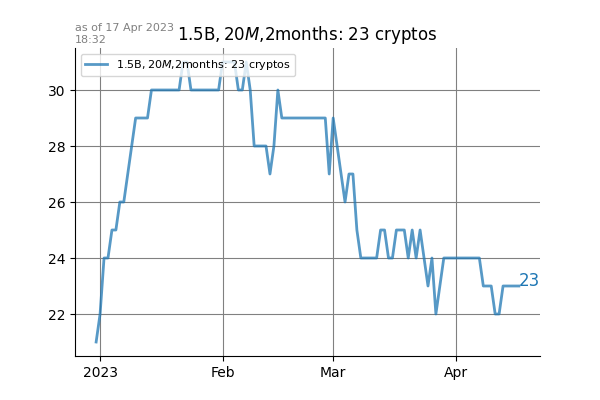 as of 17 Apr 2023
18:32
1.5B, 20M,2months: 23 cryptos
1.5B, 20M,2months: 23 cryptos
30
28
26
24
22
23
2023
Feb
Mar
Apr